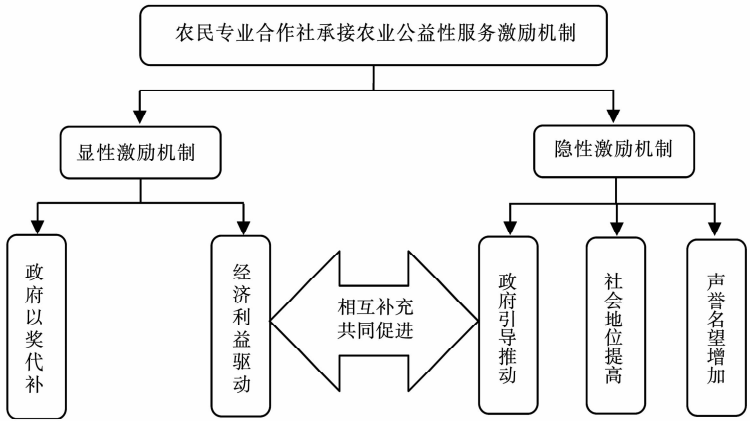 农民专业合作社承接农业公益性服务激励机制
显性激励机制
隐性激励机制
政府以奖代补
经济利益驱动
相互补充
共同促进
政府引导推动
社会地位提高
声誉名望增加